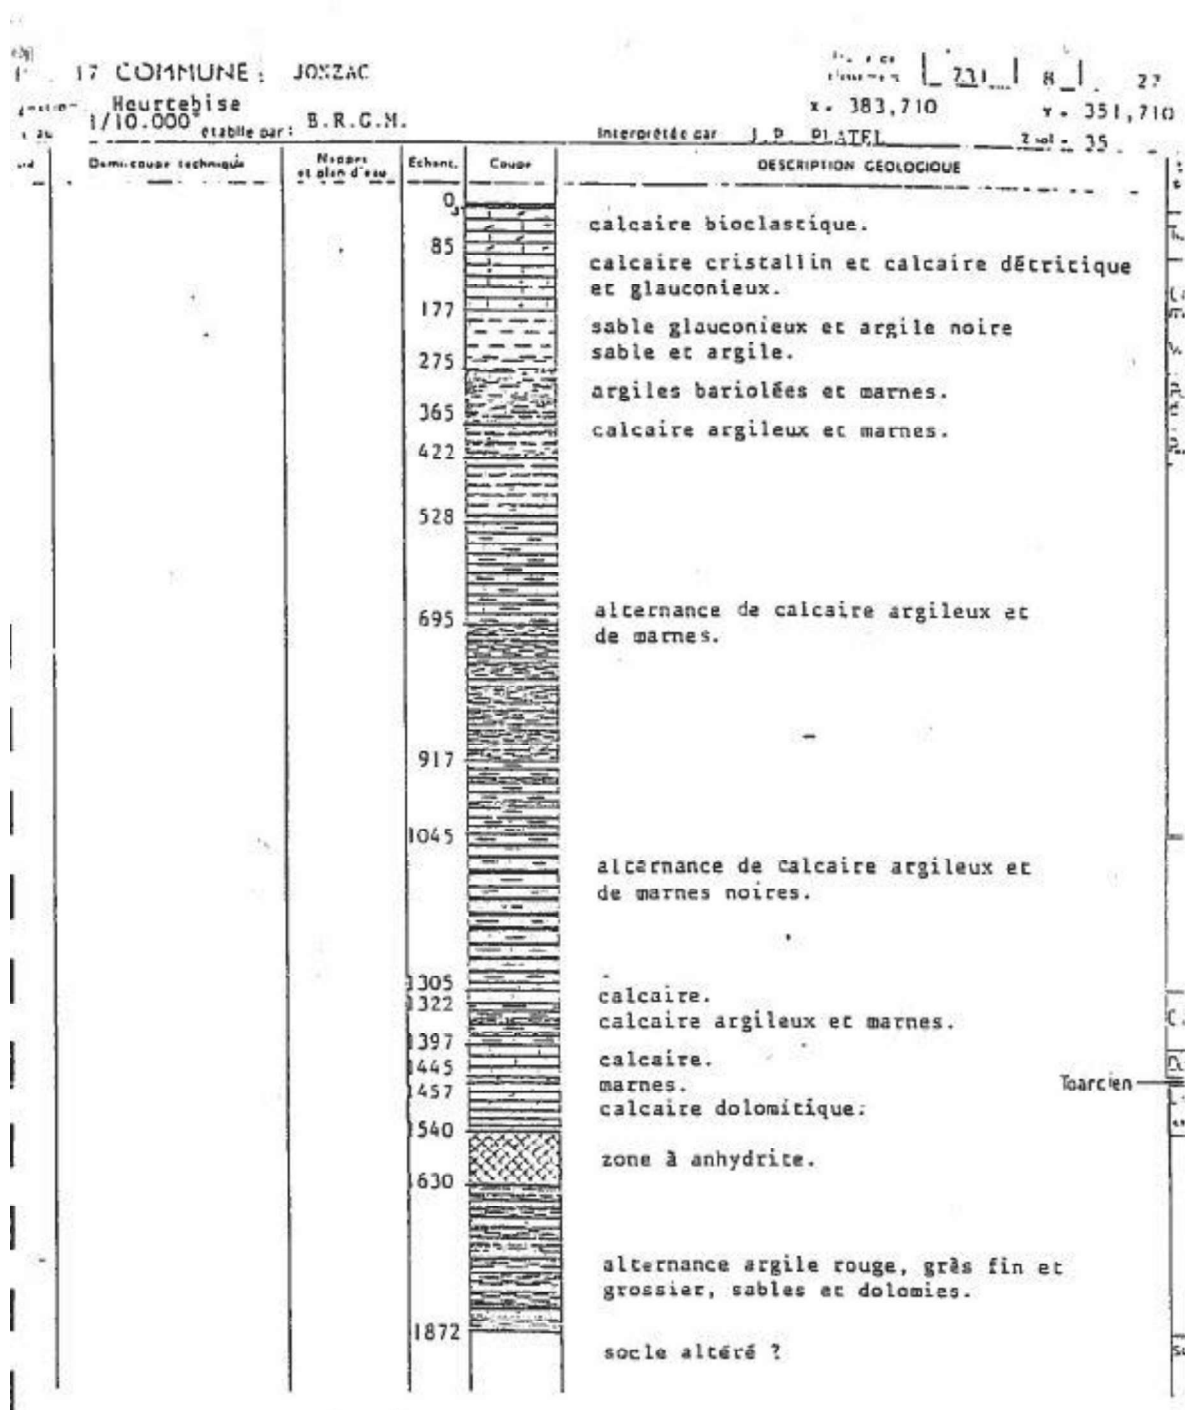 17 COMMUNE: JONZAC
731 8 27
Heurtebise
x. 383,710 Y. 351,710
1/10.000° établie par: B.R.G.M. Interprétée par J.P. PLATEL Z sol = 35
Demi-coupe technique Nappes et plan d'eau Echant. Coupe DESCRIPTION GÉOLOGIQUE
0
calcaire bioclastique.
85
calcaire cristallin et calcaire détritique
et glauconieux.
177
sable glauconieux et argile noire
sable et argile.
275
argiles bariolées et marnes.
365
calcaire argileux et marnes.
422
528
695
alternance de calcaire argileux et
de marnes.
917
1045
alternance de calcaire argileux et
de marnes noires.
1305
calcaire.
1322
calcaire argileux et marnes.
1397
calcaire.
1445
marnes. Toarcien
1457
calcaire dolomitique.
1540
zone à anhydrite.
1630
alternance argile rouge, grès fin et
grossier, sables et dolomies.
1872
socle altéré ?